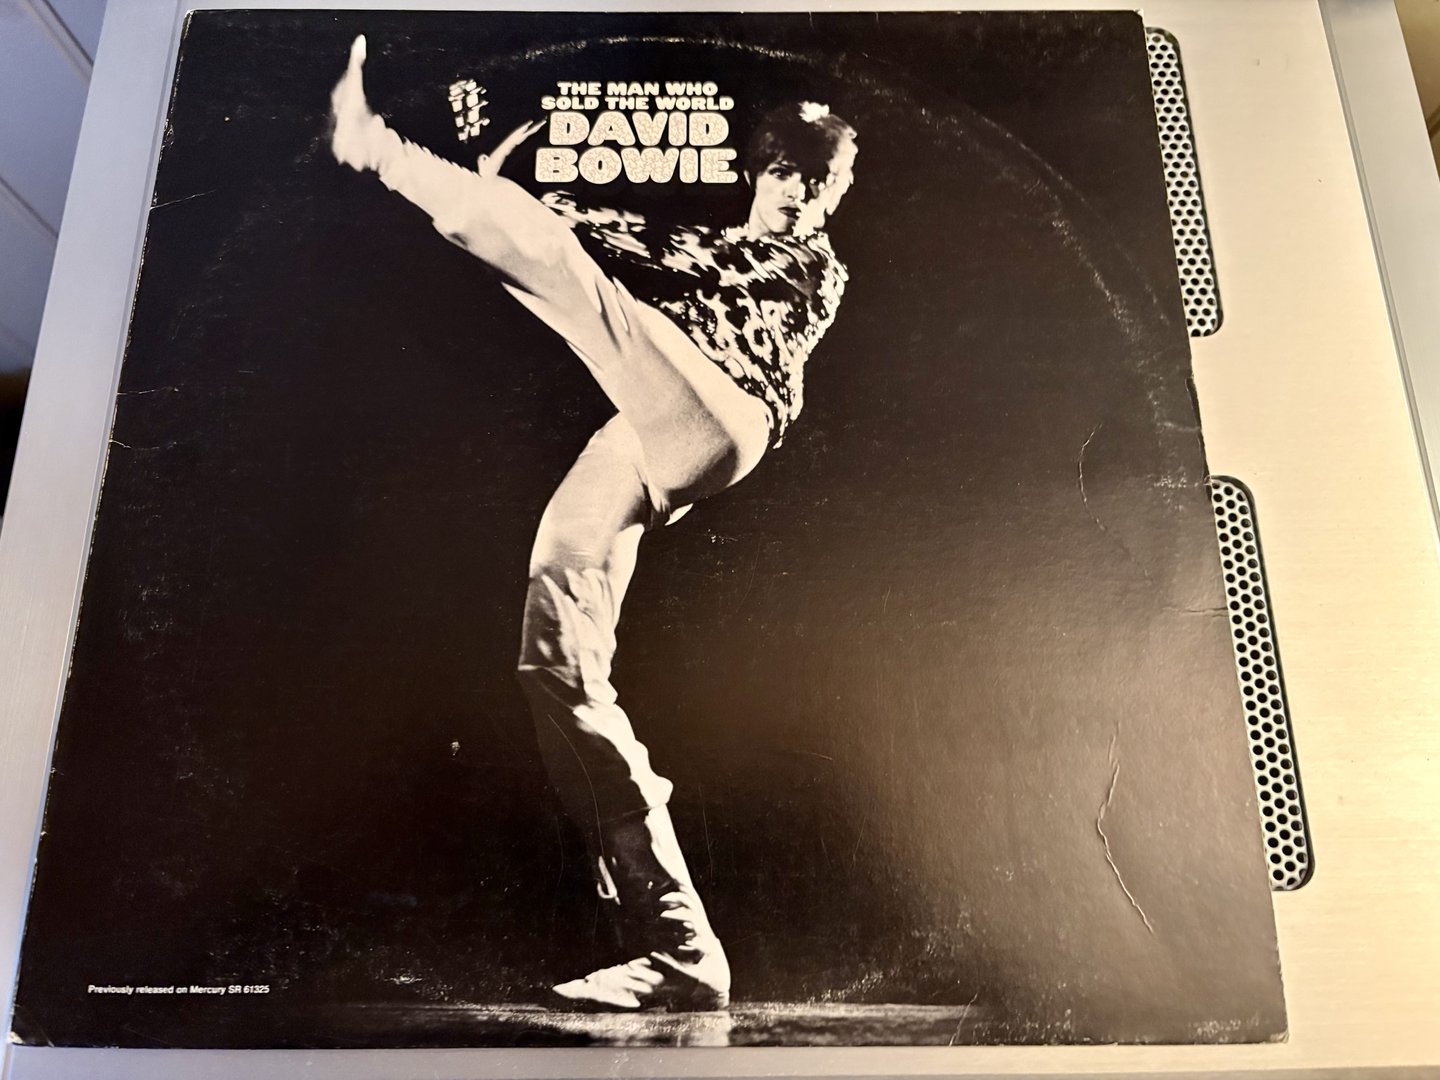 THE MAN WHO
SOLD THE WORLD
DAVID
BOWIE
Previously released on Mercury SR 61325